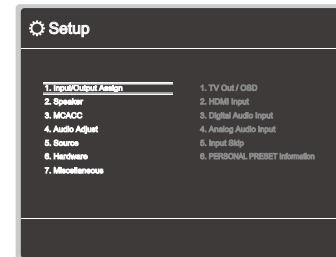 Setup
1. Input/Output Assign
2. Speaker
3. MCACC
4. Audio Adjust
5. Source
6. Hardware
7. Miscellaneous
1. TV Out / OSD
2. HDMI Input
3. Digital Audio Input
4. Analog Audio Input
5. Input Skip
6. PERSONAL PRESET Information